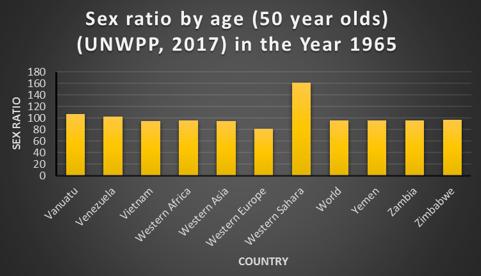 Sex ratio by age (50 year olds)
(UNWPP, 2017) in the Year 1965
SEX RATIO
180
160
140
120
100
80
60
40
20
0
Vanuatu
Venezuela
Vietnam
Western Africa
Western Asia
Western Europe
Western Sahara
World
Yemen
Zambia
Zimbabwe
COUNTRY